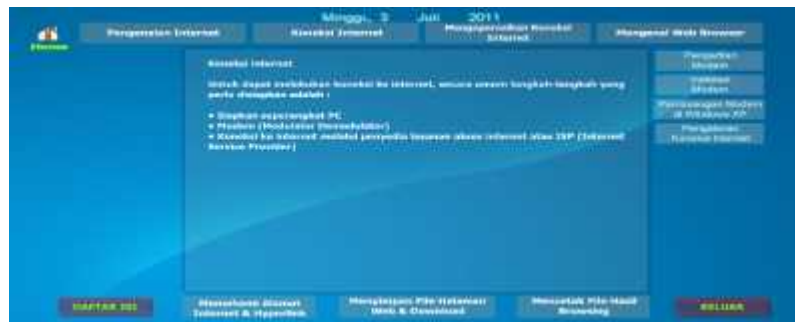 Minggu, 3 Juli 2011
Home
Pengenalan Internet
Koneksi Internet
Mengoperasikan Koneksi
Internet
Mengenal Web Browser
Koneksi Internet
Untuk dapat melakukan koneksi ke internet, secara umum langkah-langkah yang
perlu disiapkan adalah :
• Siapkan seperangkat PC
• Modem (Modulator Demodulator)
• Koneksi ke internet melalui penyedia layanan akses internet atau ISP (Internet
Service Provider)
Pengertian
Modem
Instalasi
Modem
Pemasangan Modem
di Windows XP
Pengaturan
Koneksi Internet
DAFTAR ISI
Memahami Alamat
Internet & Hyperlink
Menyimpan File Halaman
Web & Download
Mencetak File Hasil
Browsing
KELUAR